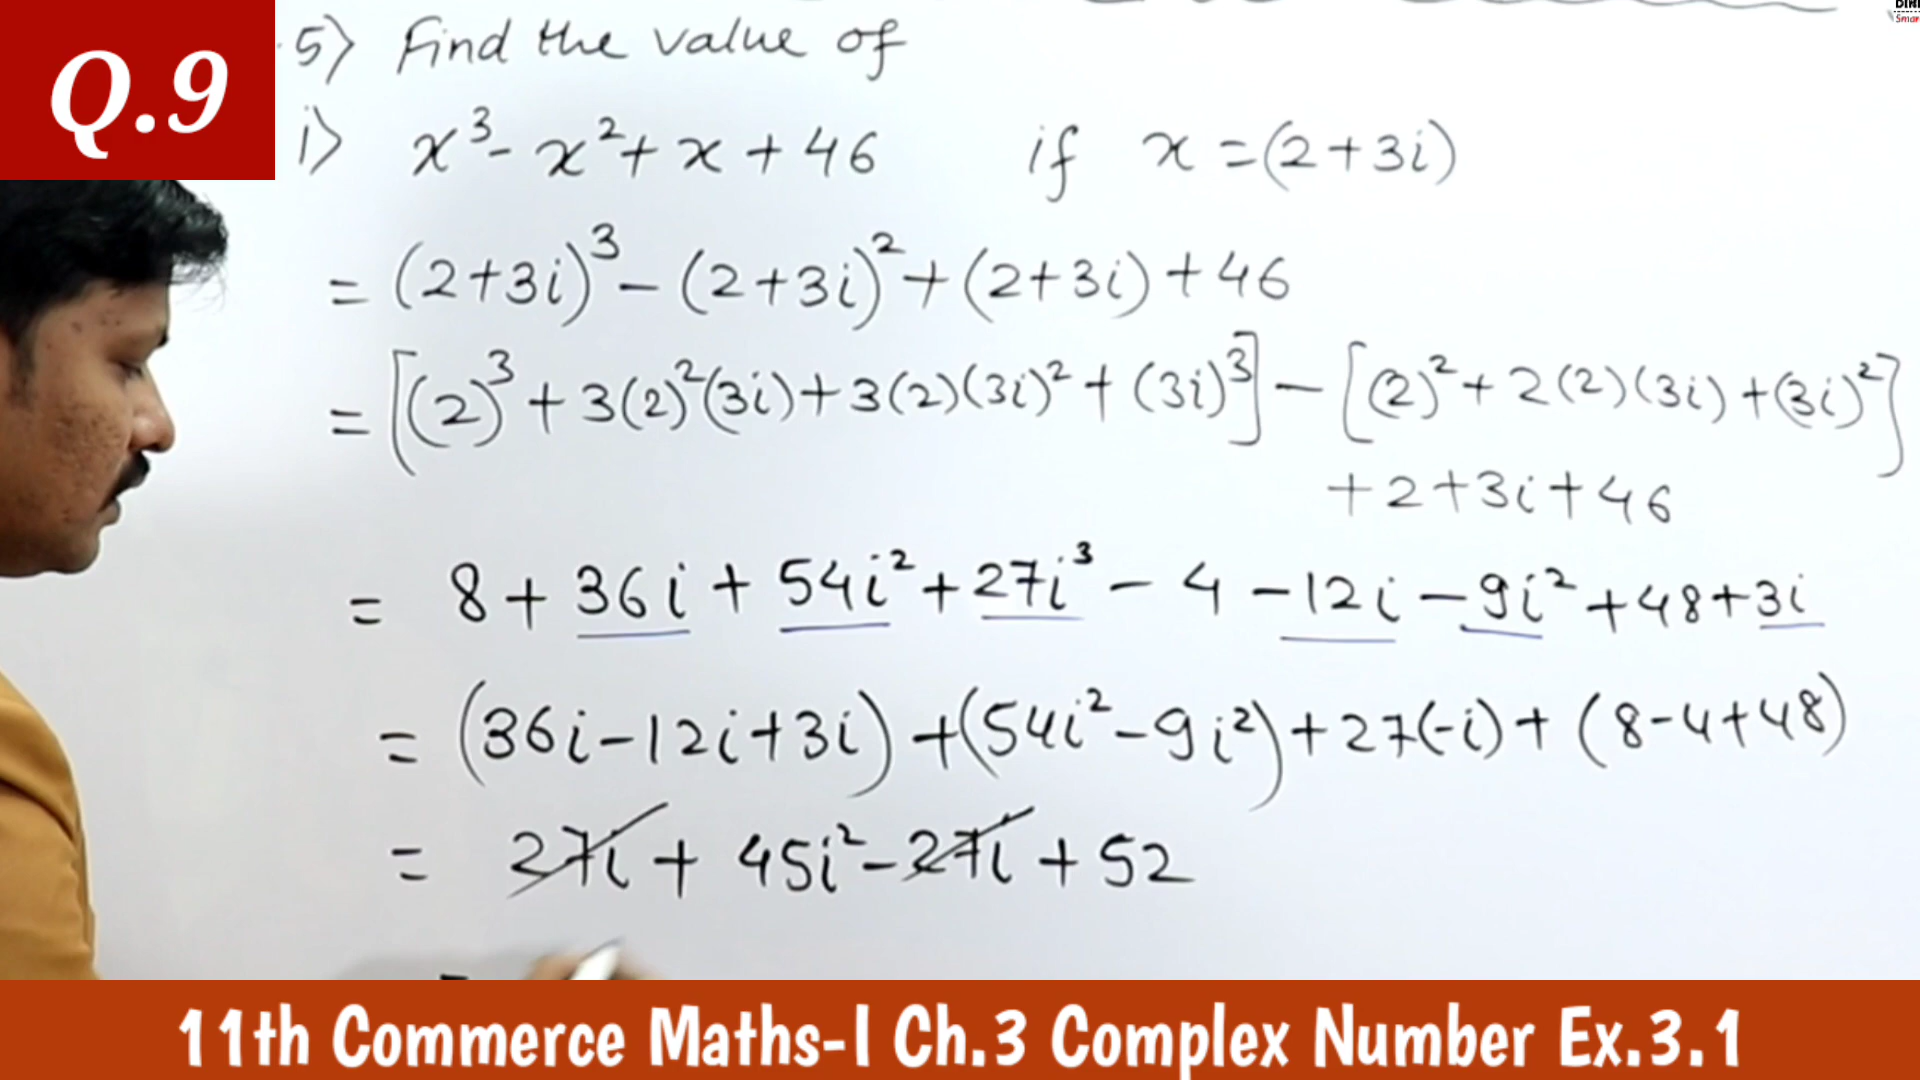 Q.9
5) Find the value of
i) x³ - x² + x + 46 if x = (2+3i)
= (2+3i)³ - (2+3i)² + (2+3i) + 46
= [(2)³ + 3(2)²(3i) + 3(2)(3i)² + (3i)³] - [(2)² + 2(2)(3i) + (3i)²]
+ 2 + 3i + 46
= 8 + 36i + 54i² + 27i³ - 4 - 12i - 9i² + 48 + 3i
= (36i - 12i + 3i) + (54i² - 9i²) + 27(-i) + (8 - 4 + 48)
= 27i + 45i² - 27i + 52
11th Commerce Maths-I Ch.3 Complex Number Ex.3.1